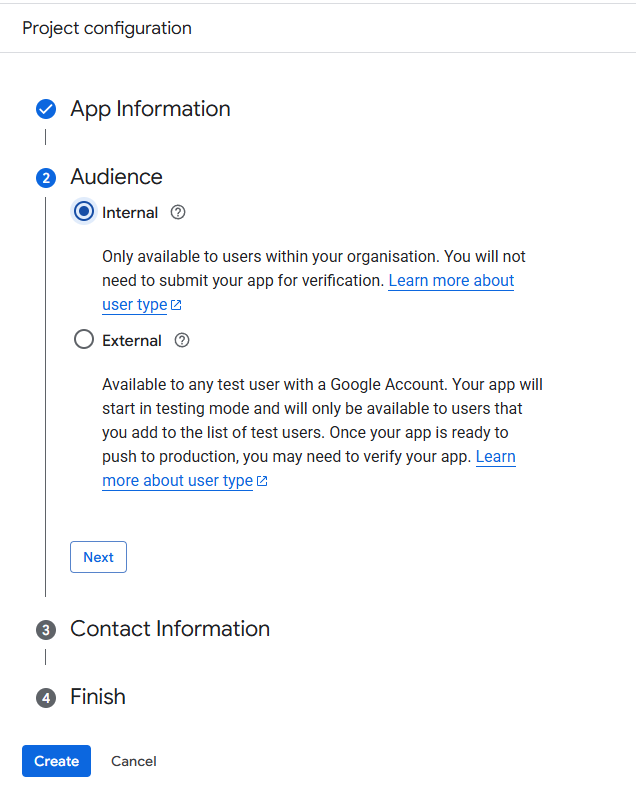 Project configuration
App Information
2 Audience
Internal
Only available to users within your organisation. You will not
need to submit your app for verification. Learn more about
user type
External
Available to any test user with a Google Account. Your app will
start in testing mode and will only be available to users that
you add to the list of test users. Once your app is ready to
push to production, you may need to verify your app. Learn
more about user type
Next
3 Contact Information
4 Finish
Create Cancel